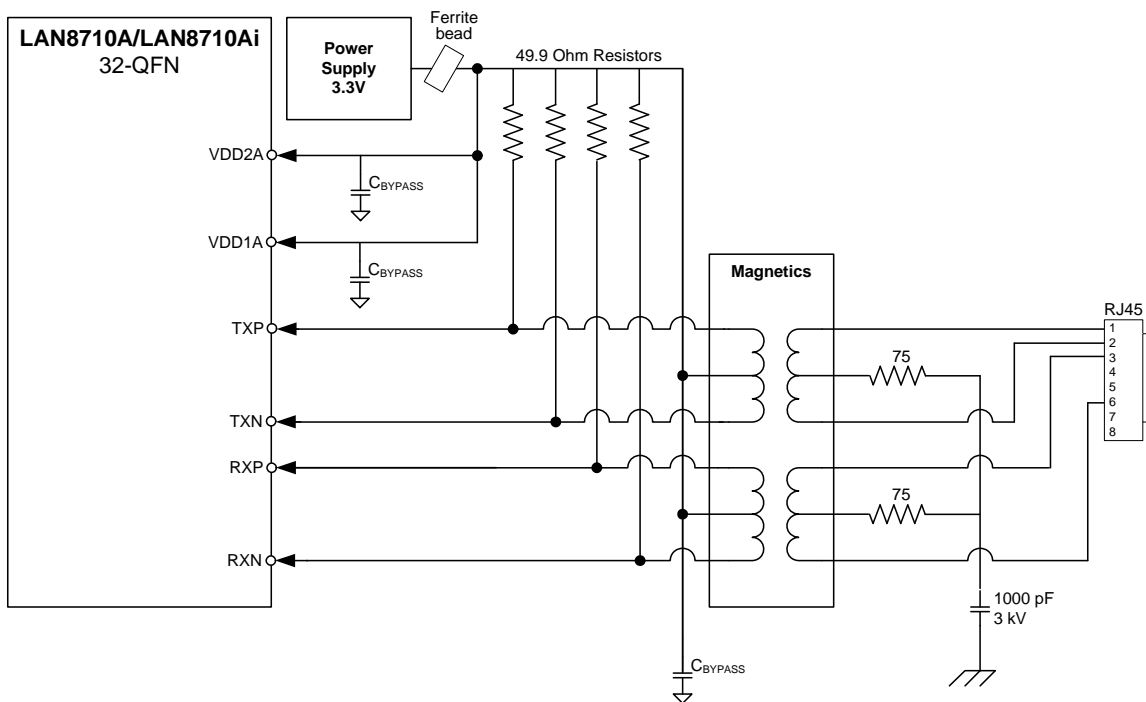 LAN8710A/LAN8710Ai
32-QFN
Power
Supply
3.3V
Ferrite
bead
49.9 Ohm Resistors
VDD2A
CBYPASS
VDD1A
CBYPASS
Magnetics
TXP
RJ45
1
2
3
4
5
6
7
8
75
TXN
RXP
75
RXN
1000 pF
3 kV
CBYPASS